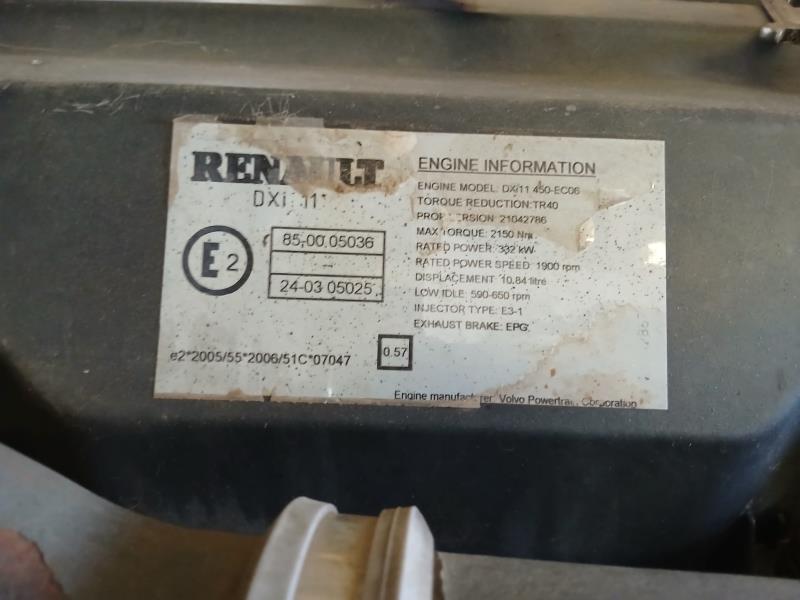 RENAULT
DXi 11
E2
85-00 05036
–
24-03 05025
e2*2005/55*2006/51C*07047
0.57
ENGINE INFORMATION
ENGINE MODEL: DXi11 450-EC06
TORQUE REDUCTION:TR40
VERSION: 21042786
MAX TORQUE: 2150 Nm
RATED POWER: 332 kW
RATED POWER SPEED: 1900 rpm
DISPLACEMENT: 10.84 litre
LOW IDLE: 590-650 rpm
INJECTOR TYPE: E3-1
EXHAUST BRAKE: EPG
Engine manufacturer: Volvo Powertrain Corporation